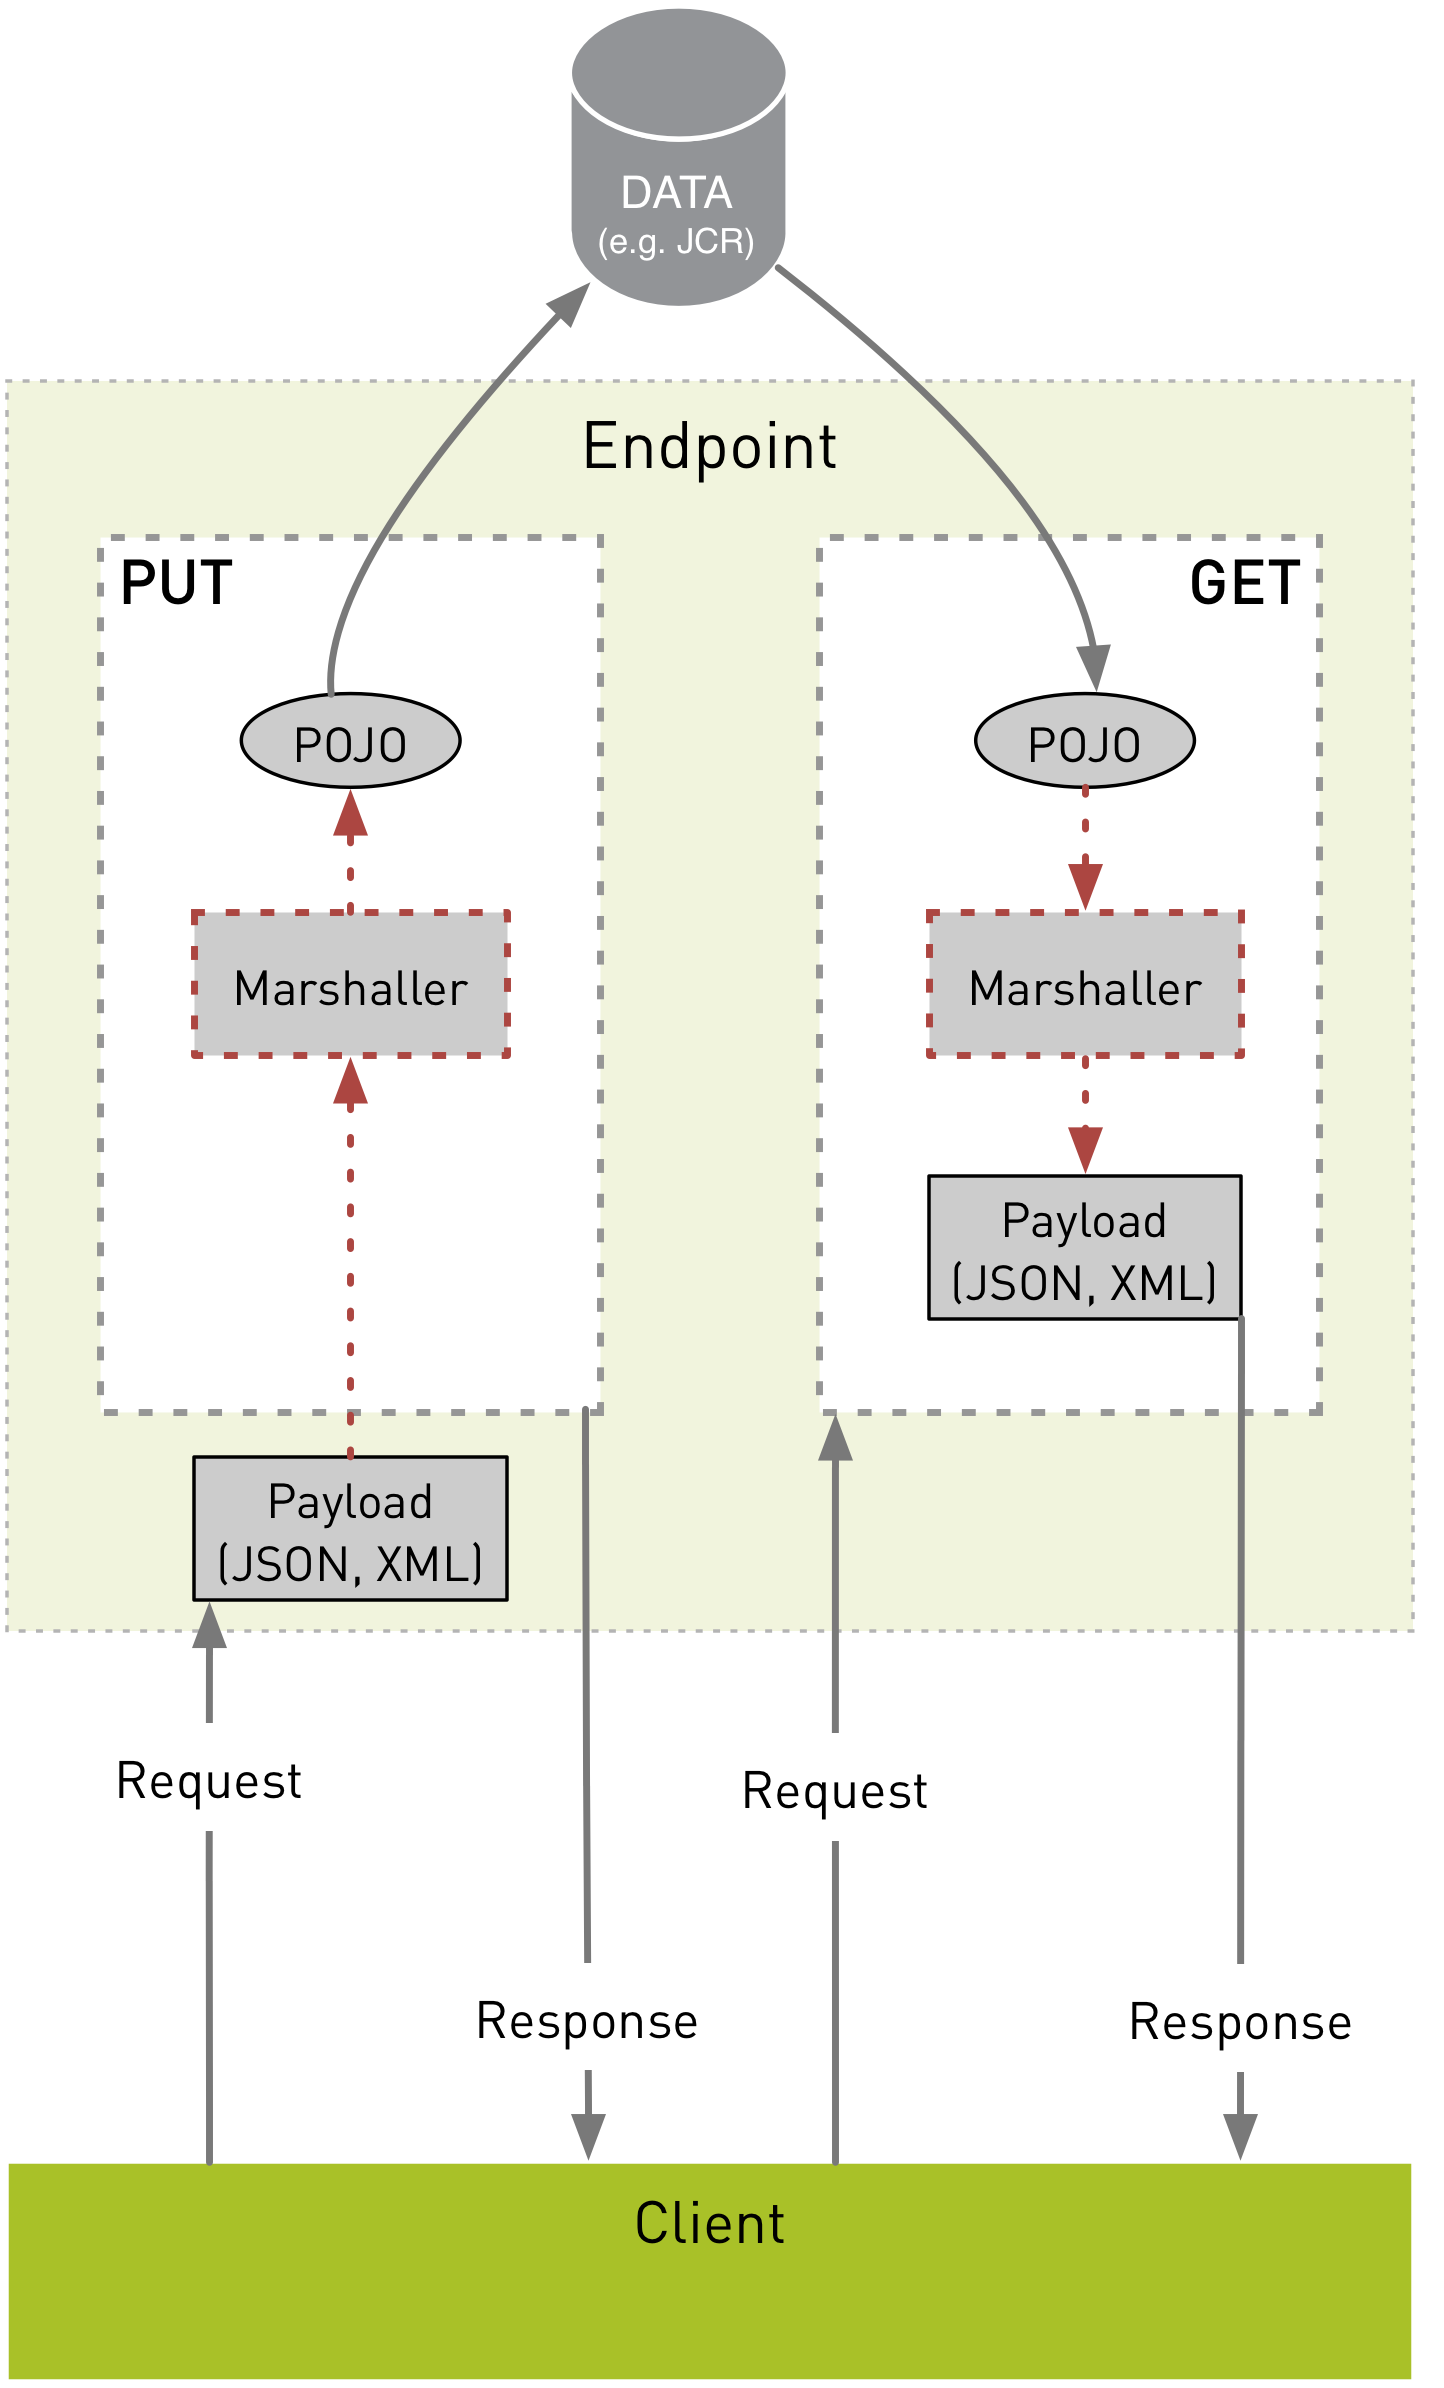 DATA
(e.g. JCR)
Endpoint
PUT
GET
POJO
POJO
Marshaller
Marshaller
Payload
(JSON, XML)
Payload
(JSON, XML)
Request
Request
Response
Response
Client